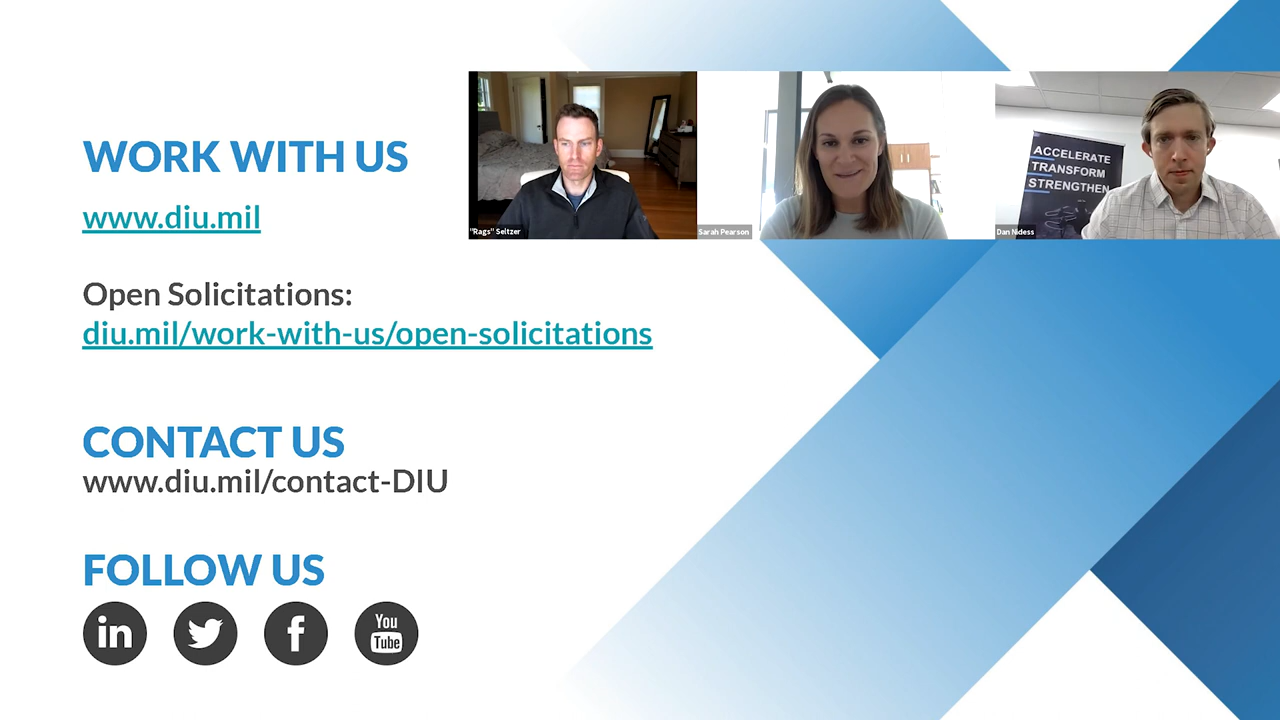 WORK WITH US
www.diu.mil
Open Solicitations:
diu.mil/work-with-us/open-solicitations
CONTACT US
www.diu.mil/contact-DIU
FOLLOW US
in
f
You
Tube
"Rags" Seltzer
Sarah Pearson
Dan Nidess
ACCELERATE
TRANSFORM
STRENGTHEN